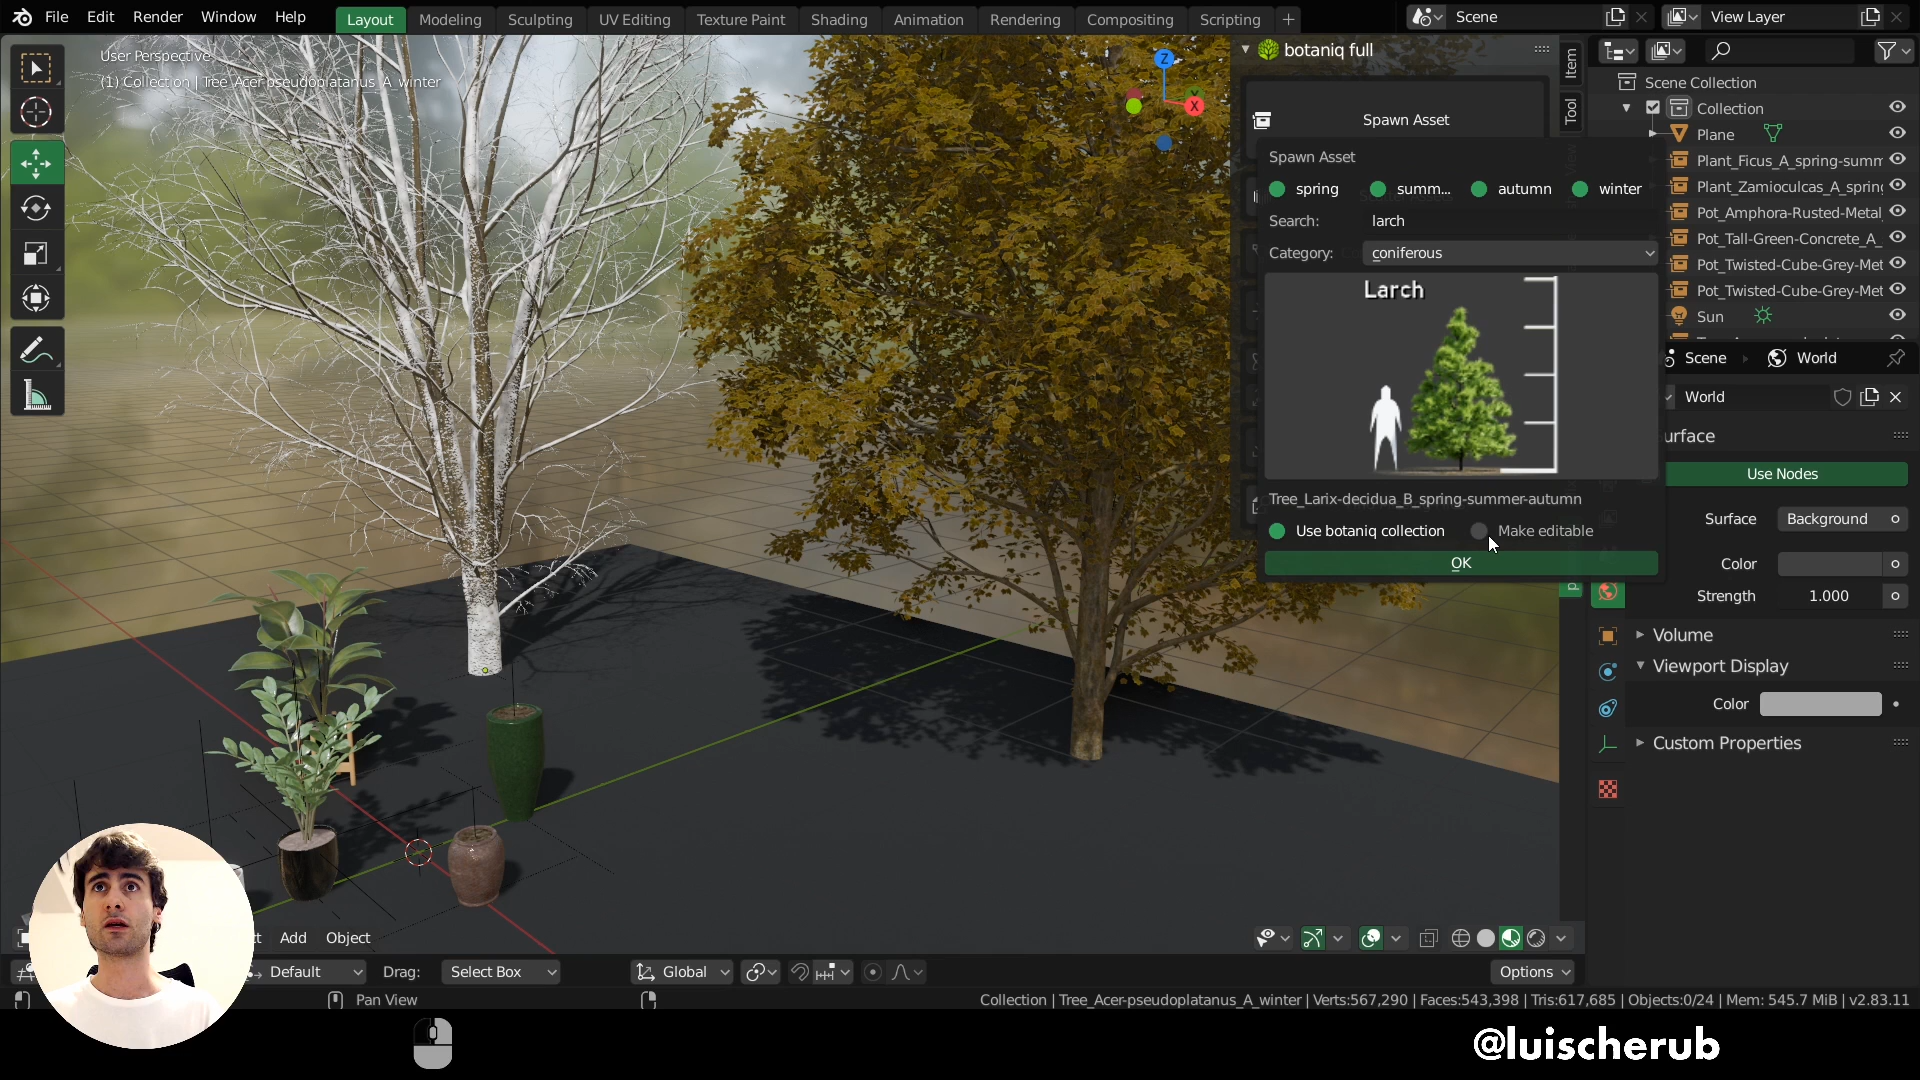 File Edit Render Window Help Layout Modeling Sculpting UV Editing Texture Paint Shading Animation Rendering Compositing Scripting + Scene View Layer
User Perspective
(1) Collection | Tree_Acer-pseudoplatanus_A_winter
Z
X
Y
botaniq full
Item
Tool
Spawn Asset
Spawn Asset
spring summ... autumn winter
Search: larch
Category: coniferous
Larch
Tree_Larix-decidua_B_spring-summer-autumn
Use botaniq collection Make editable
OK
Scene Collection
Collection
Plane
Plant_Ficus_A_spring-summ
Plant_Zamioculcas_A_spring
Pot_Amphora-Rusted-Metal
Pot_Tall-Green-Concrete_A_
Pot_Twisted-Cube-Grey-Met
Pot_Twisted-Cube-Grey-Met
Sun
Scene World
World
urface
Use Nodes
Surface Background
Color
Strength 1.000
Volume
Viewport Display
Color
Custom Properties
ct Add Object
Default Drag: Select Box Global Options
Pan View
Collection | Tree_Acer-pseudoplatanus_A_winter | Verts:567,290 | Faces:543,398 | Tris:617,685 | Objects:0/24 | Mem: 545.7 MiB | v2.83.11
@luischerub